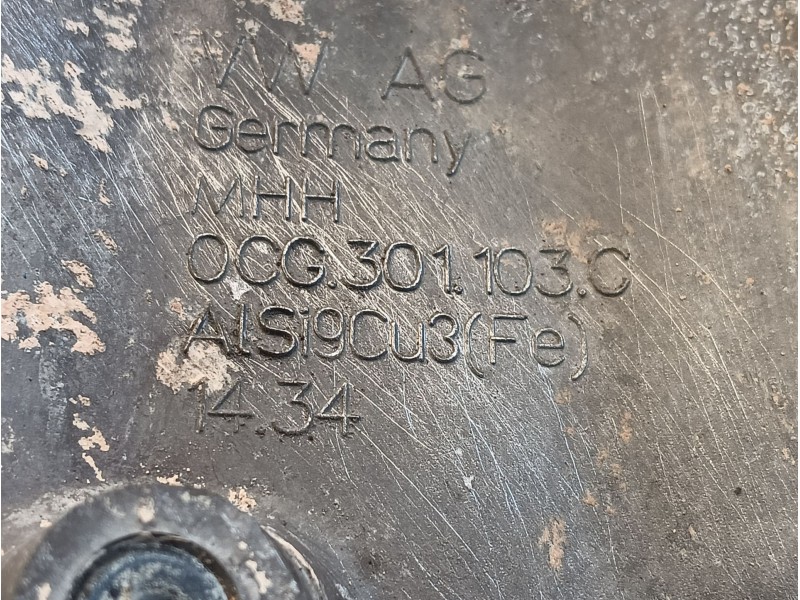 VW AG
Germany
MHH
0CG.301.103.C
AlSi9Cu3(Fe)
14.34